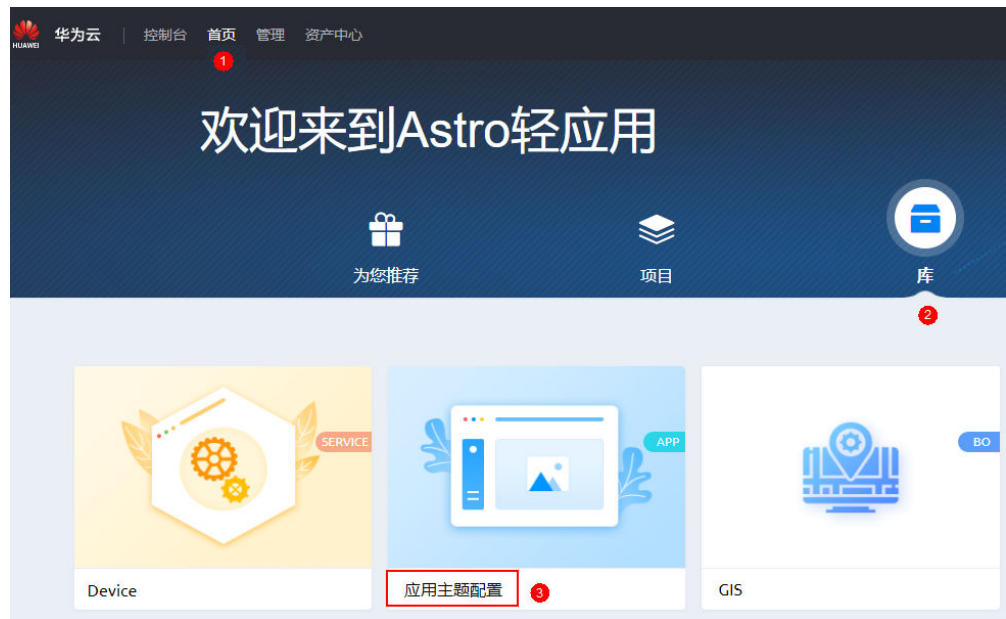 HUAWEI 华为云 | 控制台 首页 管理 资产中心
1
欢迎来到Astro轻应用
为您推荐 项目 库
2
SERVICE APP BO
Device 应用主题配置 3 GIS